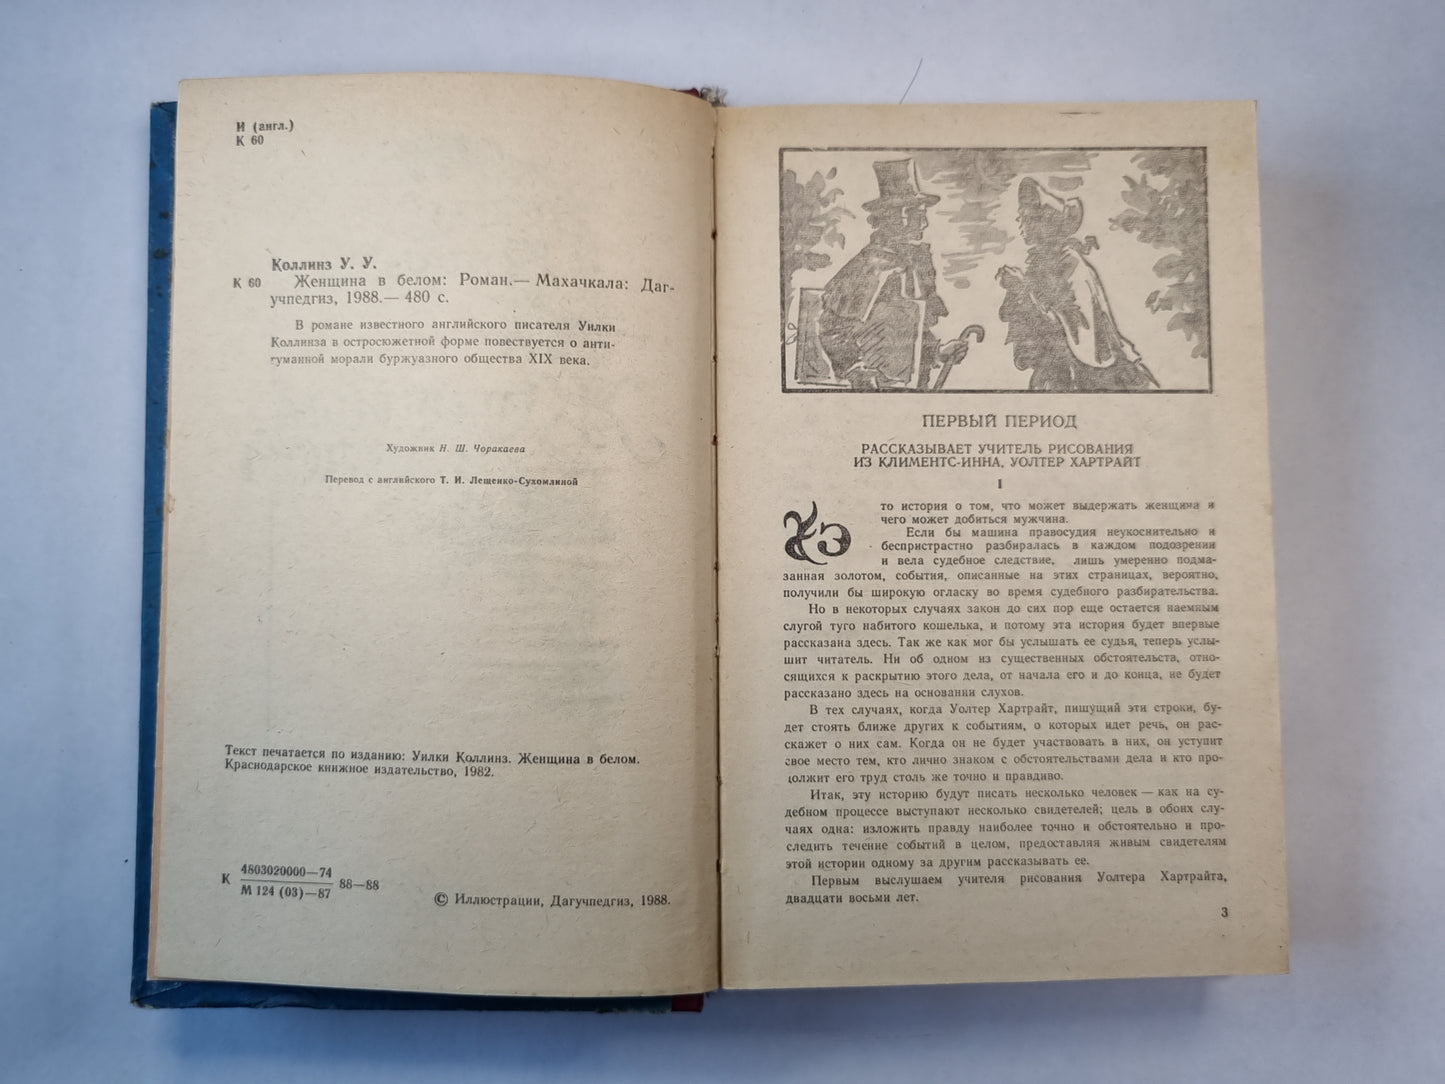 И (англ.)
К 60
Коллинз У. У.
К 60 Женщина в белом: Роман.— Махачкала: Даг-
учпедгиз, 1988.— 480 с.
В романе известного английского писателя Уилки
Коллинза в остросюжетной форме повествуется о анти-
гуманной морали буржуазного общества XIX века.
Художник Н. Ш. Чоракаева
Перевод с английского Т. И. Лещенко-Сухомлиной
Текст печатается по изданию: Уилки Коллинз. Женщина в белом.
Краснодарское книжное издательство, 1982.
К 4803020000—74
М 124 (03)—87 88—88
© Иллюстрации, Дагучпедгиз, 1988.
ПЕРВЫЙ ПЕРИОД
РАССКАЗЫВАЕТ УЧИТЕЛЬ РИСОВАНИЯ
ИЗ КЛИМЕНТС-ИННА, УОЛТЕР ХАРТРАЙТ
I
Это история о том, что может выдержать женщина и
чего может добиться мужчина.
Если бы машина правосудия неукоснительно и
беспристрастно разбиралась в каждом подозрении
и вела судебное следствие, лишь умеренно подма-
занная золотом, события, описанные на этих страницах, вероятно,
получили бы широкую огласку во время судебного разбирательства.
Но в некоторых случаях закон до сих пор еще остается наемным
слугой туго набитого кошелька, и потому эта история будет впервые
рассказана здесь. Так же как мог бы услышать ее судья, теперь услы-
шит читатель. Ни об одном из существенных обстоятельств, отно-
сящихся к раскрытию этого дела, от начала его и до конца, не будет
рассказано здесь на основании слухов.
В тех случаях, когда Уолтер Хартрайт, пишущий эти строки, бу-
дет стоять ближе других к событиям, о которых идет речь, он рас-
скажет о них сам. Когда он не будет участвовать в них, он уступит
свое место тем, кто лично знаком с обстоятельствами дела и кто про-
должит его труд столь же точно и правдиво.
Итак, эту историю будут писать несколько человек — как на су-
дебном процессе выступают несколько свидетелей; цель в обоих слу-
чаях одна: изложить правду наиболее точно и обстоятельно и про-
следить течение событий в целом, предоставляя живым свидетелям
этой истории одному за другим рассказывать ее.
Первым выслушаем учителя рисования Уолтера Хартрайта,
двадцати восьми лет.
3